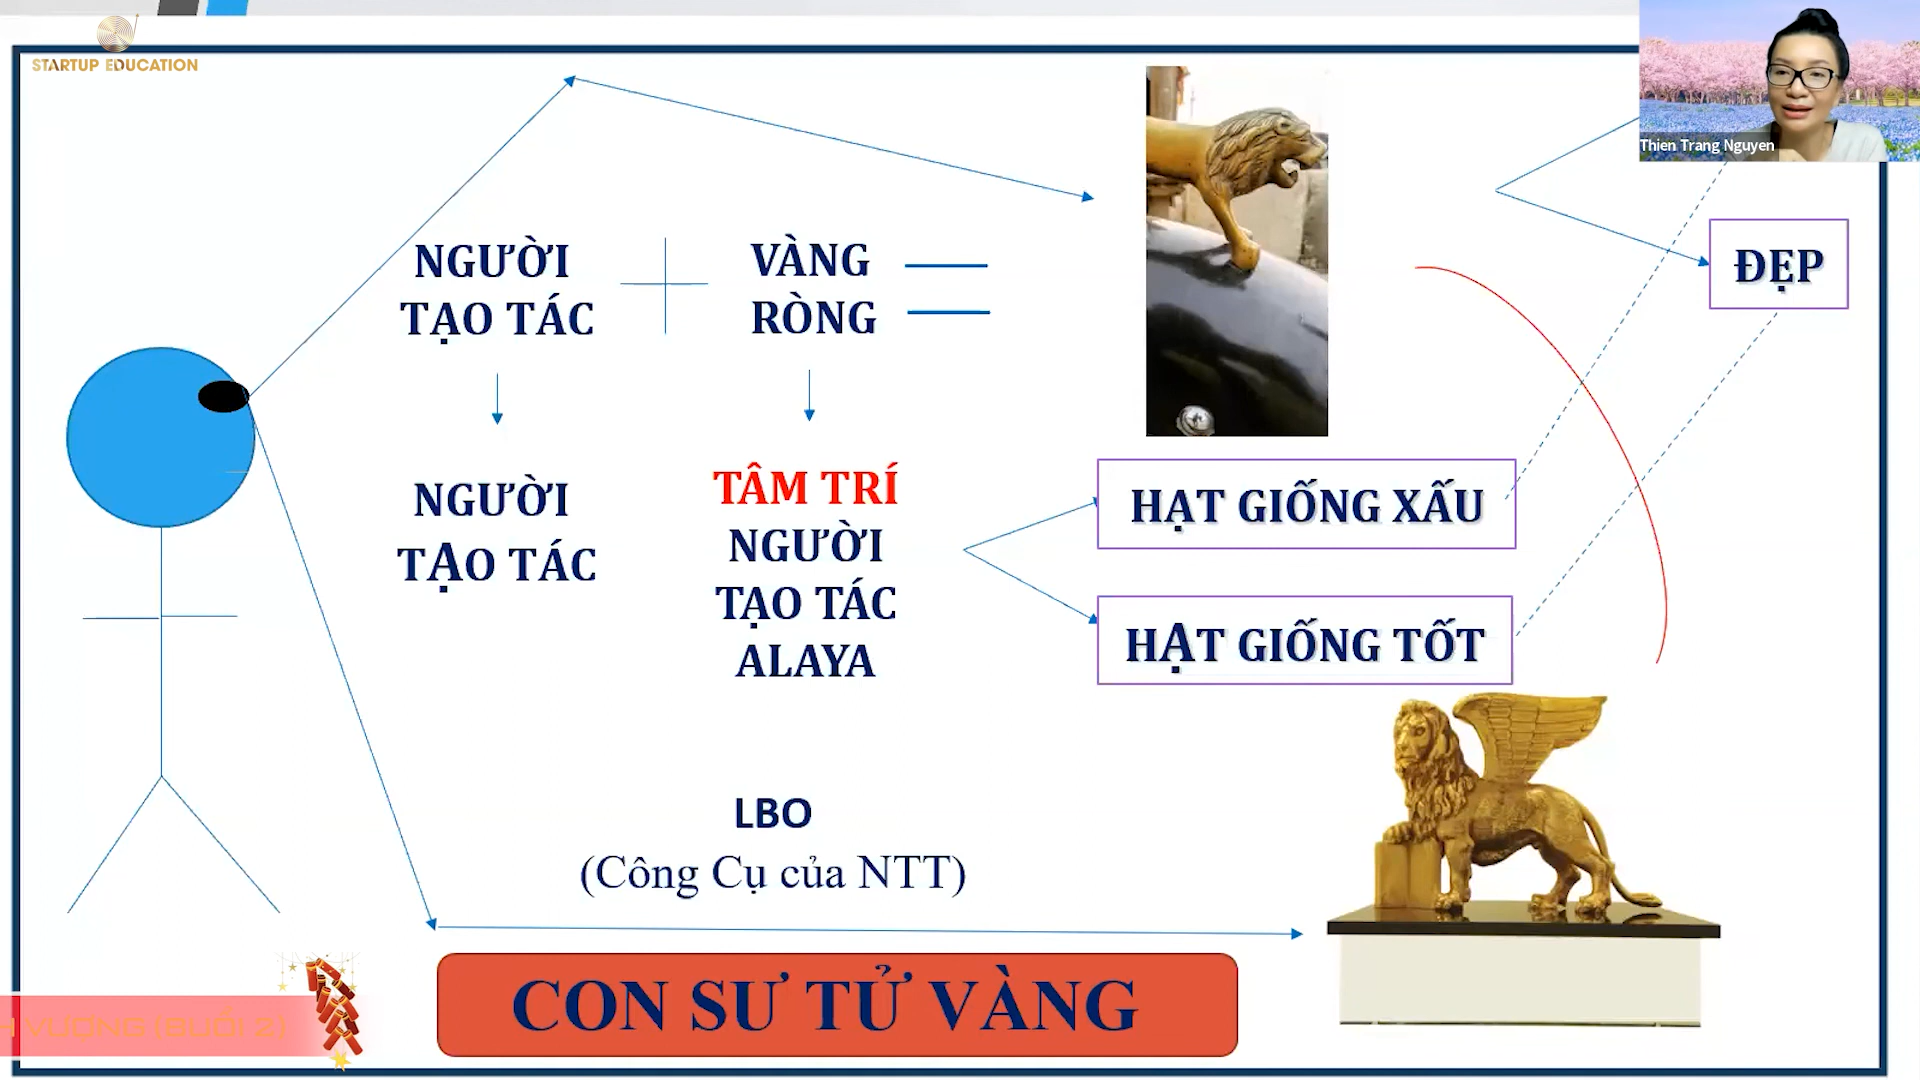 STARTUP EDUCATION
Thien Trang Nguyen
NGƯỜI
TẠO TÁC
VÀNG
RÒNG
ĐẸP
NGƯỜI
TẠO TÁC
TÂM TRÍ
NGƯỜI
TẠO TÁC
ALAYA
HẠT GIỐNG XẤU
HẠT GIỐNG TỐT
LBO
(Công Cụ của NTT)
CON SƯ TỬ VÀNG
H VƯỢNG (BUỔI 2)